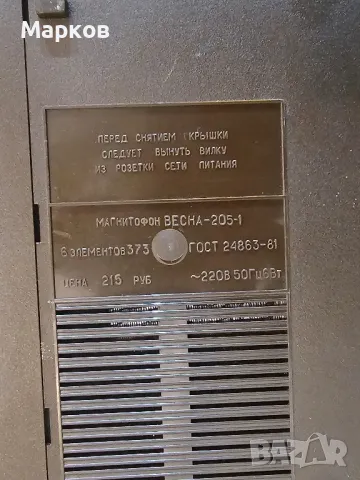 Марков
ПЕРЕД СНЯТИЕМ КРЫШКИ
СЛЕДУЕТ ВЫНУТЬ ВИЛКУ
ИЗ РОЗЕТКИ СЕТИ ПИТАНИЯ
МАГНИТОФОН ВЕСНА-205-1
6 ЭЛЕМЕНТОВ 373 ГОСТ 24863-81
ЦЕНА 215 РУБ ~220В 50Гц 6Вт
BAZAR